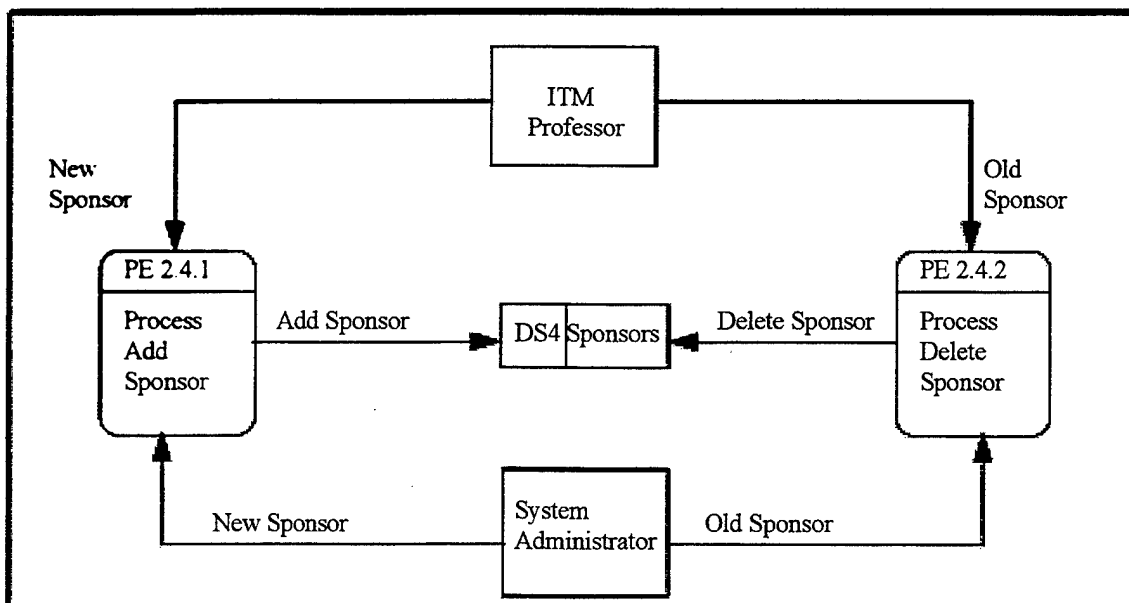 ITM
Professor
New
Sponsor
Old
Sponsor
PE 2.4.1
Process
Add
Sponsor
Add Sponsor
DS4 Sponsors
Delete Sponsor
PE 2.4.2
Process
Delete
Sponsor
New Sponsor
System
Administrator
Old Sponsor